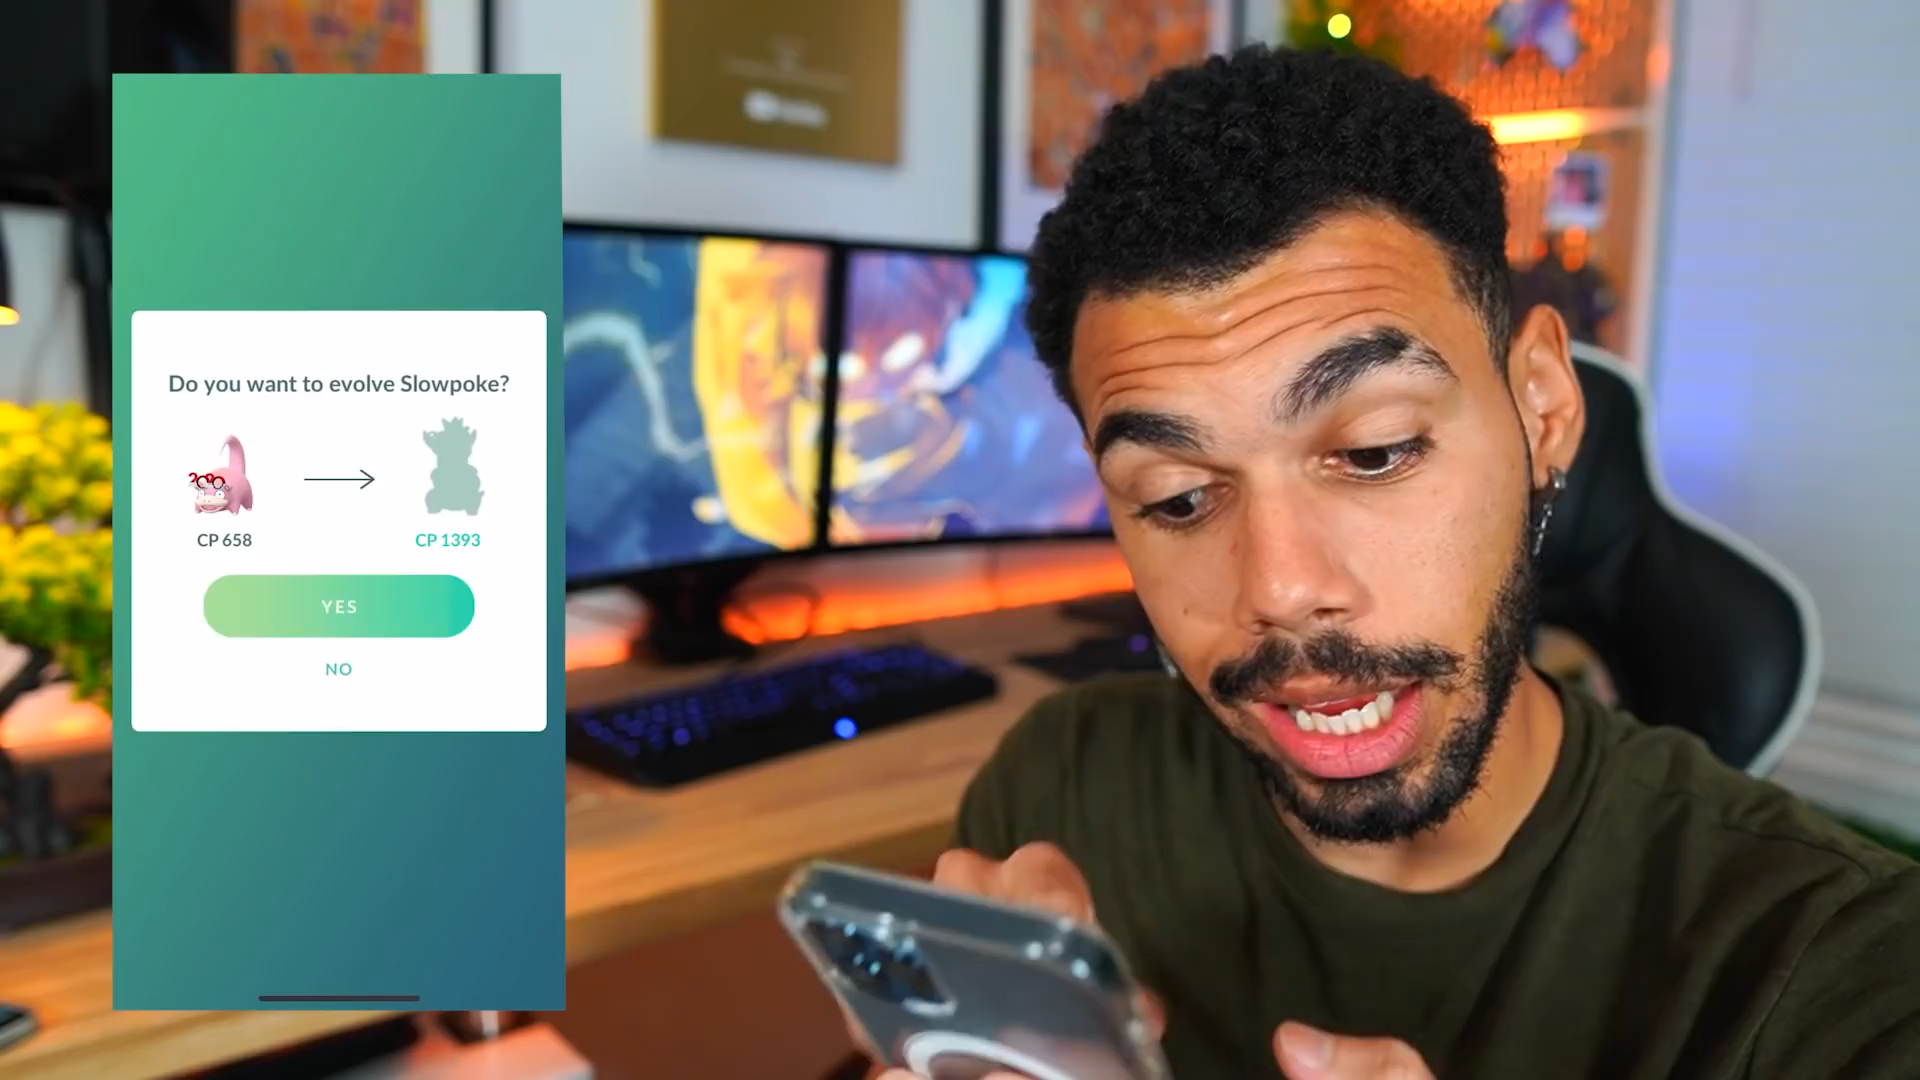 Do you want to evolve Slowpoke?
CP 658
CP 1393
YES
NO